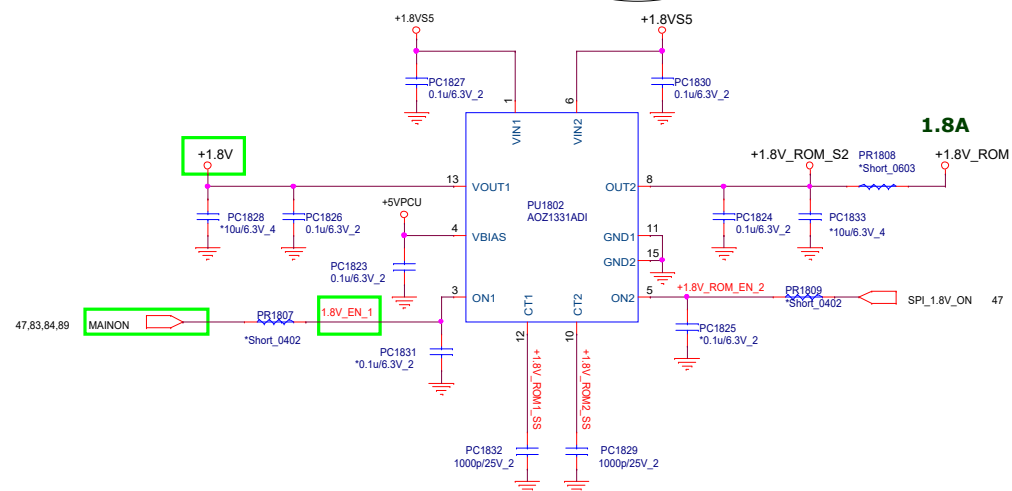 +1.8VS5
+1.8VS5
PC1827
0.1u/6.3V_2
PC1830
0.1u/6.3V_2
1
6
VIN1
VIN2
1.8A
+1.8V
+1.8V_ROM_S2
PR1808
*Short_0603
+1.8V_ROM
13
VOUT1
OUT2
8
PU1802
AOZ1331ADI
PC1828
*10u/6.3V_4
PC1826
0.1u/6.3V_2
PC1824
0.1u/6.3V_2
PC1833
*10u/6.3V_4
+5VPCU
4
VBIAS
GND1
11
GND2
15
PC1823
0.1u/6.3V_2
3
ON1
ON2
5
+1.8V_ROM_EN_2
PR1809
*Short_0402
SPI_1.8V_ON
47
47,83,84,89
MAINON
PR1807
*Short_0402
1.8V_EN_1
CT1
CT2
PC1831
*0.1u/6.3V_2
PC1825
*0.1u/6.3V_2
12
10
+1.8V_ROM1_SS
+1.8V_ROM2_SS
PC1832
1000p/25V_2
PC1829
1000p/25V_2